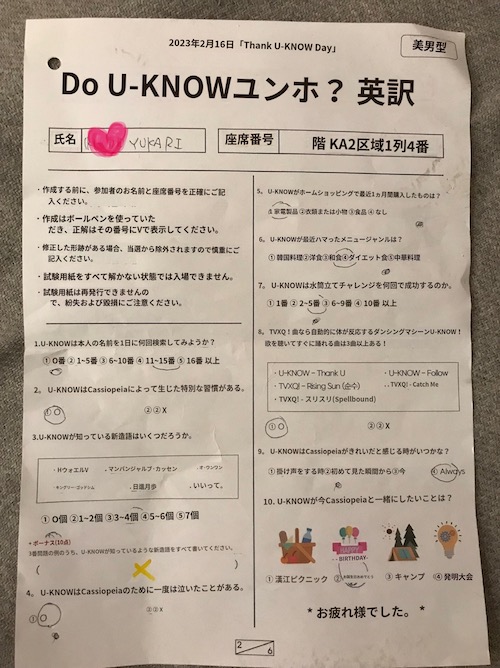 2023年2月16日「Thank U-KNOW Day」
美男型
Do U-KNOWユンホ？ 英訳
氏名 YUKARI
座席番号 階 KA2区域1列4番
・作成する前に、参加者のお名前と座席番号を正確にご記
入ください。
・作成はボールペンを使っていた
だき、正解はその番号にVで表示してください。
・修正した形跡がある場合、当選から除外されますので慎重にご
記入ください。
・試験用紙をすべて解かない状態では入場できません。
・試験用紙は再発行できませんの
で、紛失および毀損にご注意ください。
1.U-KNOWは本人の名前を1日に何回検索してみようか？
① 0番 ② 1~5番 ③ 6~10番 ④ 11~15番 ⑤ 16番 以上
2。 U-KNOWはCassiopeiaによって生じた特別な習慣がある。
① O ② ② X
3.U-KNOWが知っている新造語はいくつだろうか。
・HウォエルV ．マンバンジャルブ・カッセン
．日進月歩 ．いいって。
① O個 ② 1~2個 ③ 3~4個 ④ 5~6個 ⑤ 7個
+ ボーナス(10点)
3番問題の例のうち、U-KNOWが知っているような新造語をすべて書いてください。
( )
4。 U-KNOWはCassiopeiaのために一度は泣いたことがある。
① O ② ② X
5。 U-KNOWがホームショッピングで最近1ヵ月間購入したものは？
① 家電製品 ② 衣類または小物 ③ 食品 ④ なし
6。 U-KNOWが最近ハマったメニュージャンルは？
① 韓国料理 ② 洋食 ③ 和食 ④ ダイエット食 ⑤ 中華料理
7。 U-KNOWは水筒立てチャレンジを何回で成功するのか。
① 1番 ② 2~5番 ③ 6~9番 ④ 10番 以上
8。 TVXQ！曲なら自動的に体が反応するダンシングマシーンU-KNOW！
歌を聴いてすぐに踊れる曲は3曲以上ある！
・U-KNOW – Thank U ・U-KNOW – Follow
・TVXQ! – Rising Sun (순수) ．TVXQ! - Catch Me
・TVXQ! - スリスリ(Spellbound)
① O ② ② X
9。 U-KNOWはCassiopeiaがきれいだと感じる時がいつかな？
① 掛け声をする時 ② 初めて見た瞬間から ③ 今 ④ Always
10。U-KNOWが今Cassiopeiaと一緒にしたいことは？
HAPPY
BIRTHDAY
① 漢江ピクニック ② ③ キャンプ ④ 発明大会
* お疲れ様でした。 *
2/6